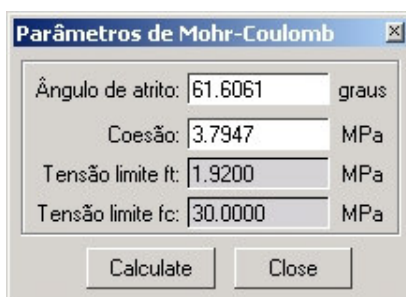 Parâmetros de Mohr-Coulomb
Ângulo de atrito: 61.6061 graus
Coesão: 3.7947 MPa
Tensão limite ft: 1.9200 MPa
Tensão limite fc: 30.0000 MPa
Calculate Close